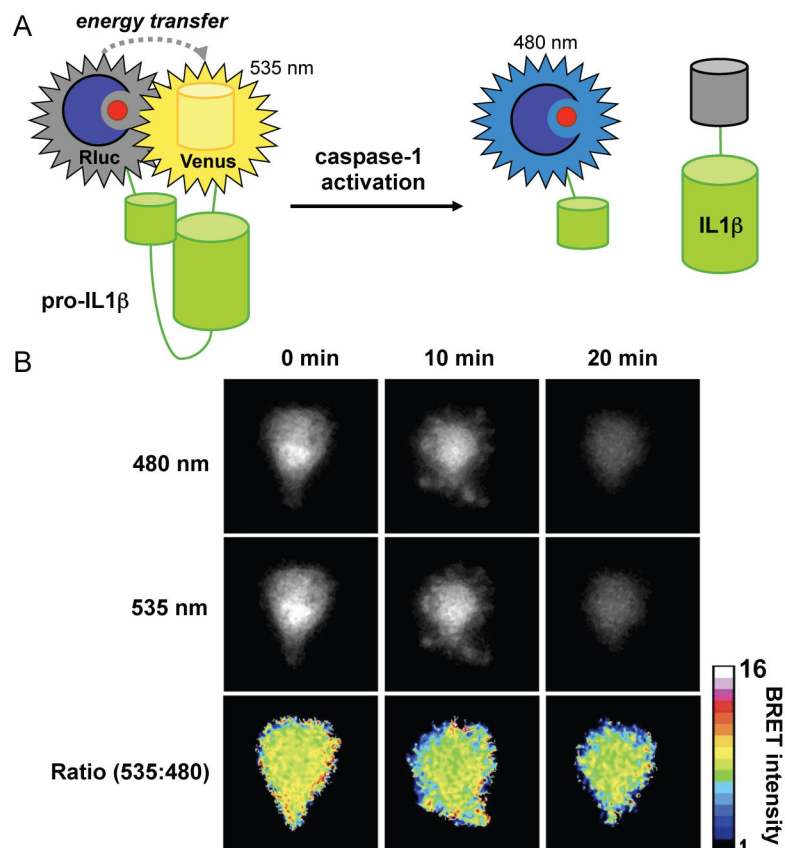 A
energy transfer
535 nm
480 nm
Rluc
Venus
caspase-1
activation
IL1β
pro-IL1β
B
0 min
10 min
20 min
480 nm
535 nm
Ratio (535:480)
16
BRET intensity
1